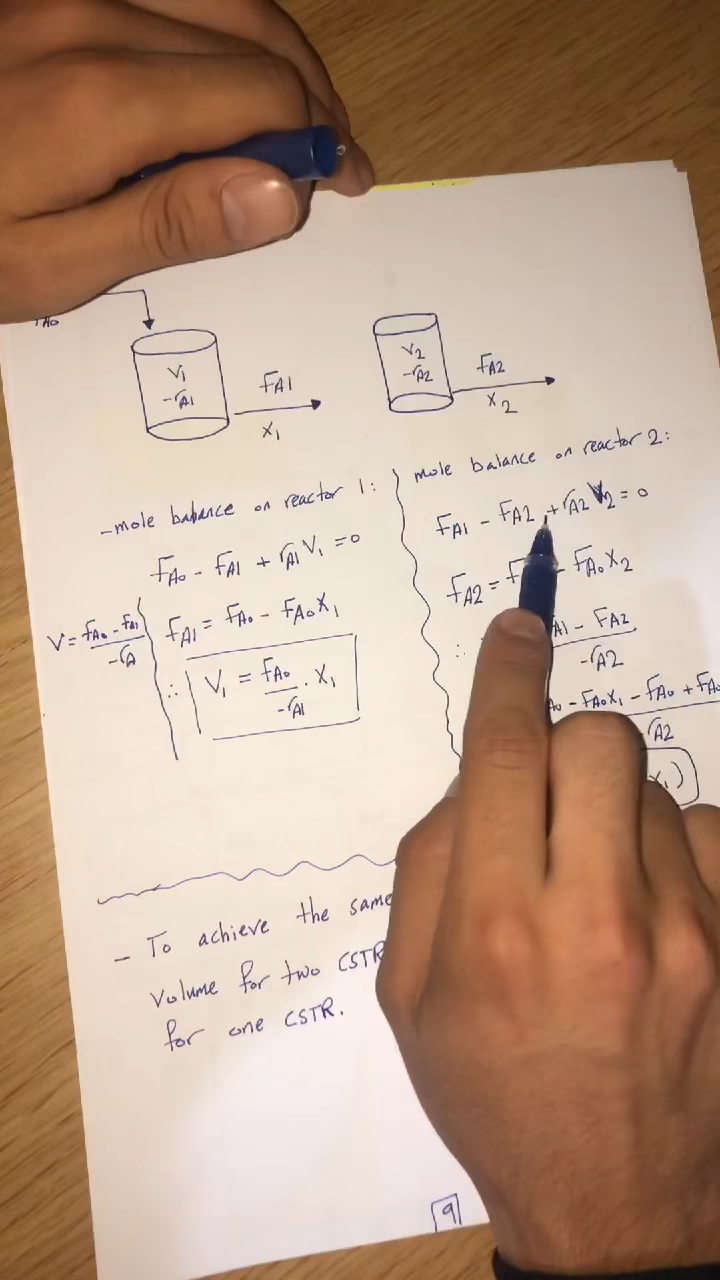 V1
-rA1
FA1
X1
V2
-rA2
FA2
X2
- mole balance on reactor 1:
FA0 - FA1 + rA1 V1 = 0
FA1 = FA0 - FA0 X1
V = FA0 - FA1 / -rA
∴ V1 = FA0 / -rA1 . X1
mole balance on reactor 2:
FA1 - FA2 + rA2 V2 = 0
FA2 = - FA0 X2
∴ A1 - FA2 / -rA2
- FA0 X1 - FA0 + FA0
rA2
X1)
- To achieve the same
volume for two CSTR
for one CSTR.
9